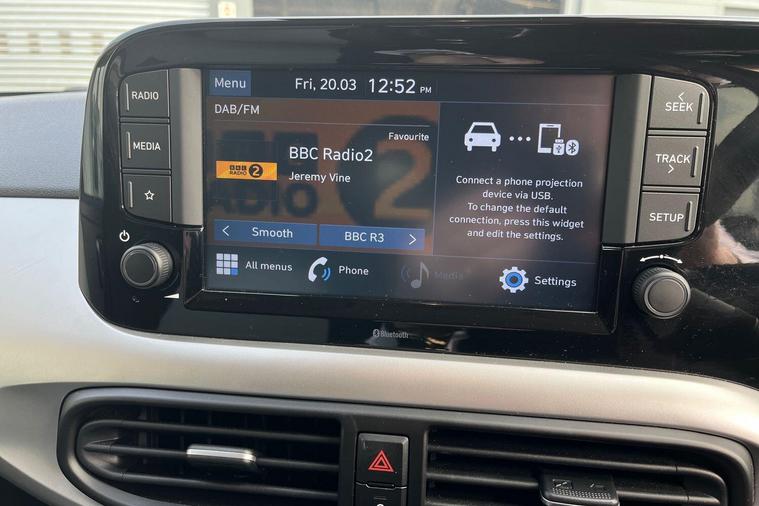 RADIO
MEDIA
Menu
Fri, 20.03 12:52 PM
DAB/FM
Favourite
BBC Radio2
Jeremy Vine
BBC
RADIO 2
Smooth
BBC R3
All menus
Phone
Media
Settings
Connect a phone projection
device via USB.
To change the default
connection, press this widget
and edit the settings.
SEEK
TRACK
SETUP
Bluetooth